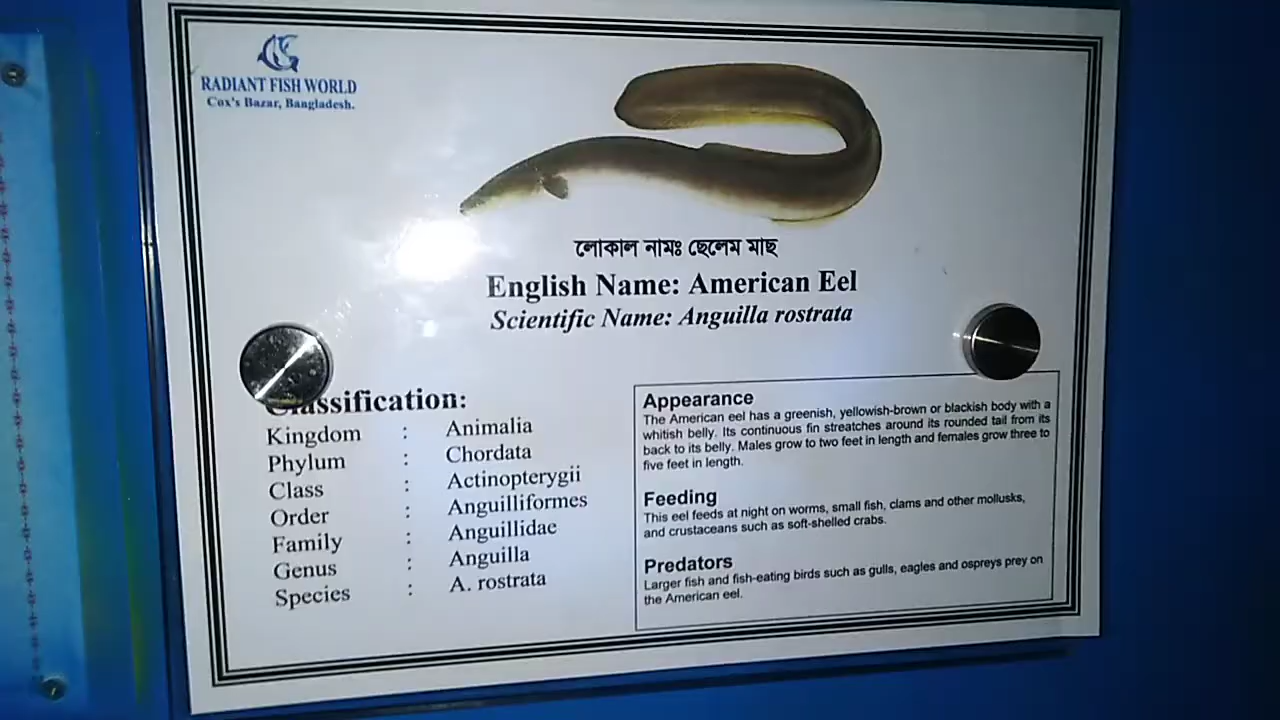 RADIANT FISH WORLD
Cox's Bazar, Bangladesh.
লোকাল নামঃ ছেলেম মাছ
English Name: American Eel
Scientific Name: Anguilla rostrata
Classification:
Kingdom : Animalia
Phylum : Chordata
Class : Actinopterygii
Order : Anguilliformes
Family : Anguillidae
Genus : Anguilla
Species : A. rostrata
Appearance
The American eel has a greenish, yellowish-brown or blackish body with a
whitish belly. Its continuous fin streatches around its rounded tail from its
back to its belly. Males grow to two feet in length and females grow three to
five feet in length.
Feeding
This eel feeds at night on worms, small fish, clams and other mollusks,
and crustaceans such as soft-shelled crabs.
Predators
Larger fish and fish-eating birds such as gulls, eagles and ospreys prey on
the American eel.